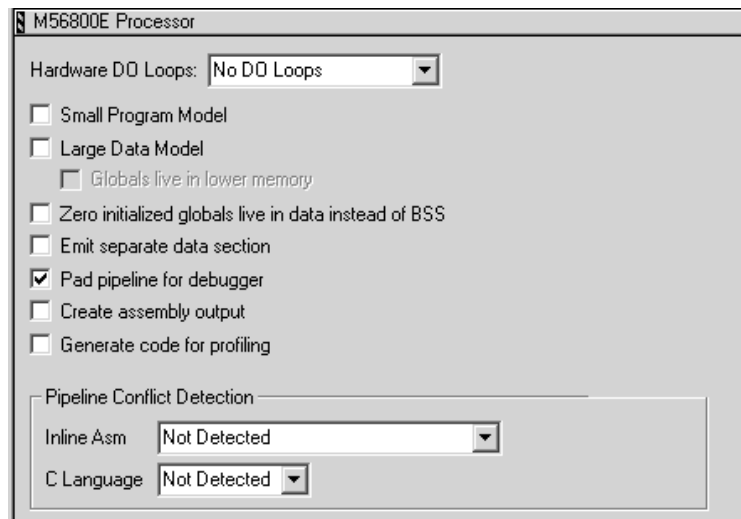 M56800E Processor
Hardware DO Loops: No DO Loops
Small Program Model
Large Data Model
Globals live in lower memory
Zero initialized globals live in data instead of BSS
Emit separate data section
Pad pipeline for debugger
Create assembly output
Generate code for profiling
Pipeline Conflict Detection
Inline Asm Not Detected
C Language Not Detected